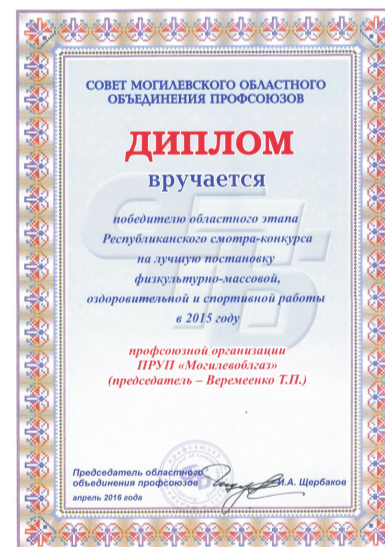 СОВЕТ МОГИЛЕВСКОГО ОБЛАСТНОГО
ОБЪЕДИНЕНИЯ ПРОФСОЮЗОВ
ДИПЛОМ
вручается
победителю областного этапа
Республиканского смотра-конкурса
на лучшую постановку
физкультурно-массовой,
оздоровительной и спортивной работы
в 2015 году
профсоюзной организации
ПРУП «Могилевоблгаз»
(председатель – Веремеенко Т.П.)
Председатель областного
объединения профсоюзов И.А. Щербаков
апрель 2016 года